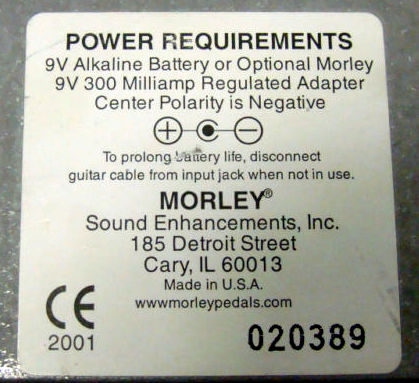 POWER REQUIREMENTS
9V Alkaline Battery or Optional Morley
9V 300 Milliamp Regulated Adapter
Center Polarity is Negative
To prolong battery life, disconnect
guitar cable from input jack when not in use.
MORLEY®
Sound Enhancements, Inc.
185 Detroit Street
Cary, IL 60013
Made in U.S.A.
www.morleypedals.com
CE
2001
020389